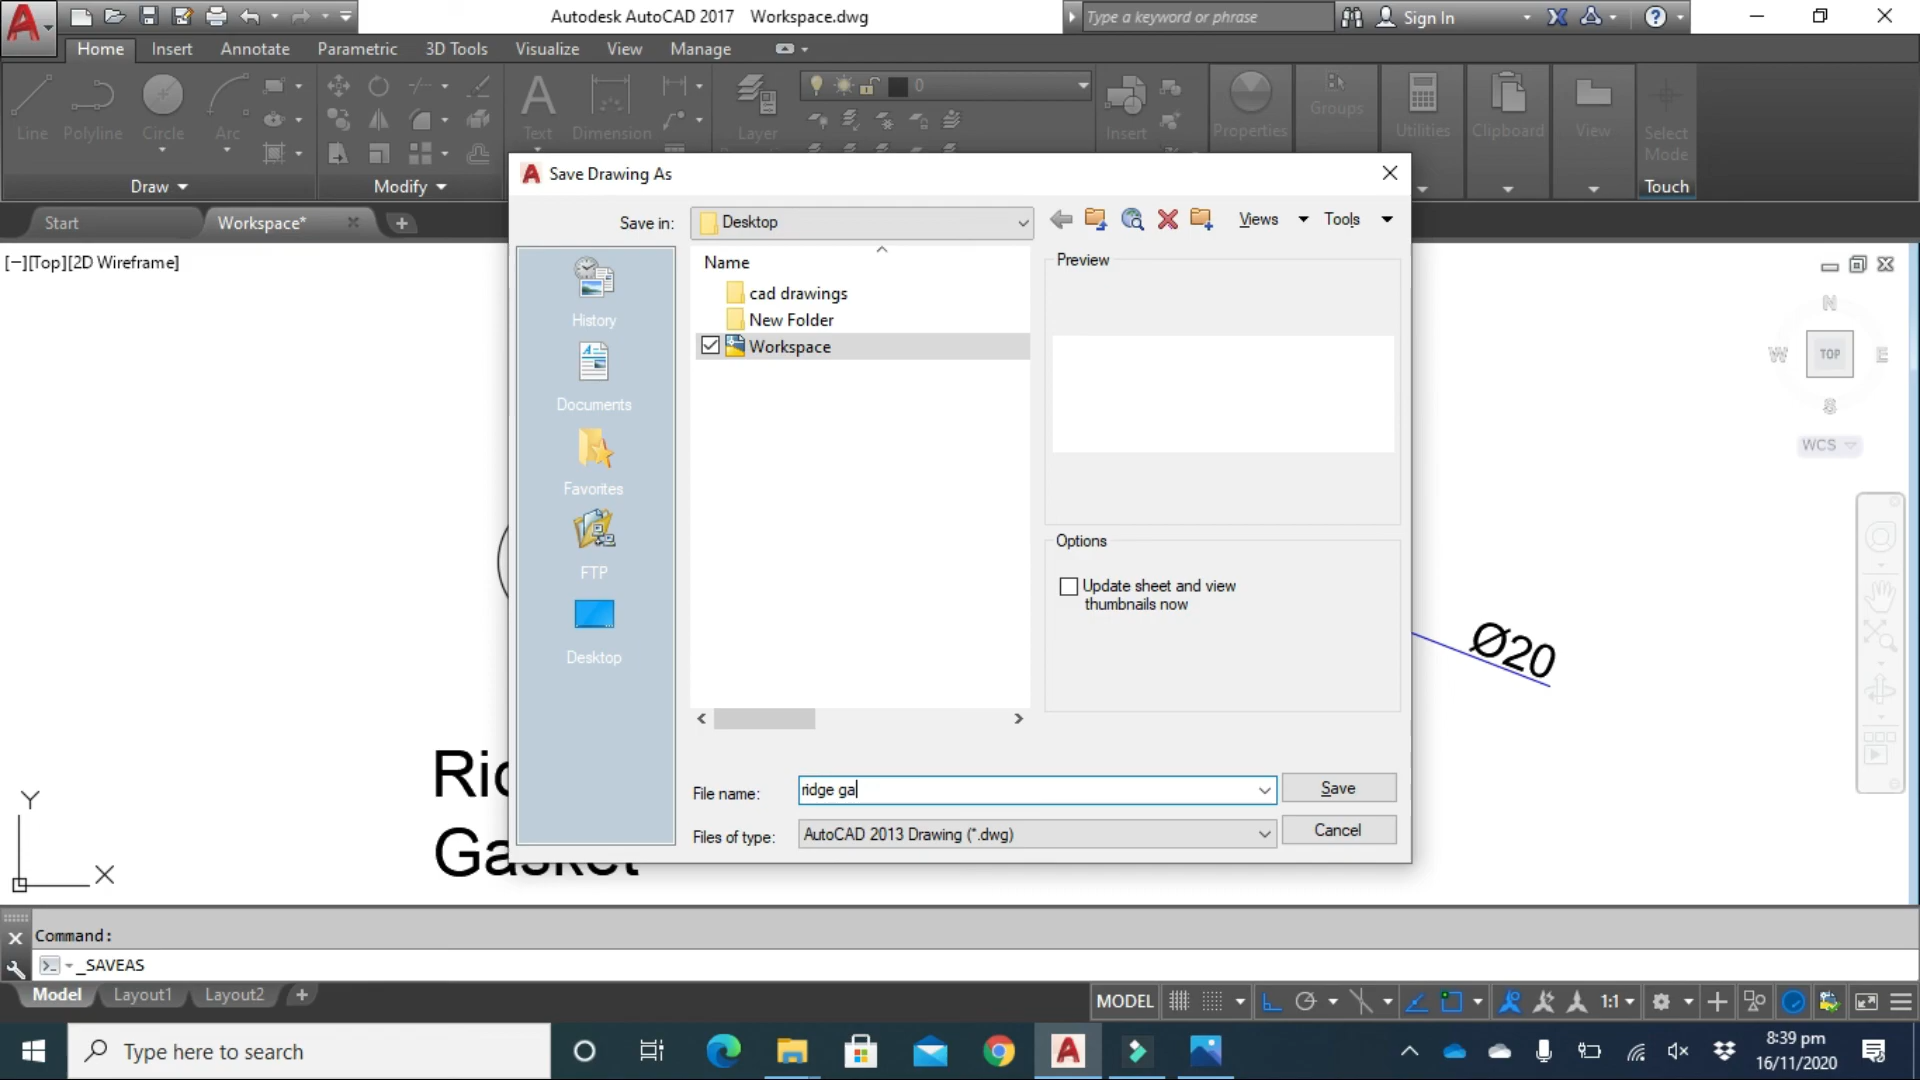 Autodesk AutoCAD 2017 Workspace.dwg
Type a keyword or phrase
Sign In
Home Insert Annotate Parametric 3D Tools Visualize View Manage
0
Line Polyline Circle Arc Text Dimension Layer Insert Properties Groups Utilities Clipboard View Select
Mode
Draw Modify Touch
Start Workspace* +
[−][Top][2D Wireframe]
Save Drawing As
Save in: Desktop Views Tools
Name
cad drawings
New Folder
Workspace
History
Documents
Favorites
FTP
Desktop
Preview
Options
Update sheet and view
thumbnails now
File name: ridge ga Save
Files of type: AutoCAD 2013 Drawing (*.dwg) Cancel
N
W TOP E
S
WCS
Ø20
Gasket
Y
X
Command:
_SAVEAS
Model Layout1 Layout2 +
MODEL 1:1
Type here to search
8:39 pm
16/11/2020